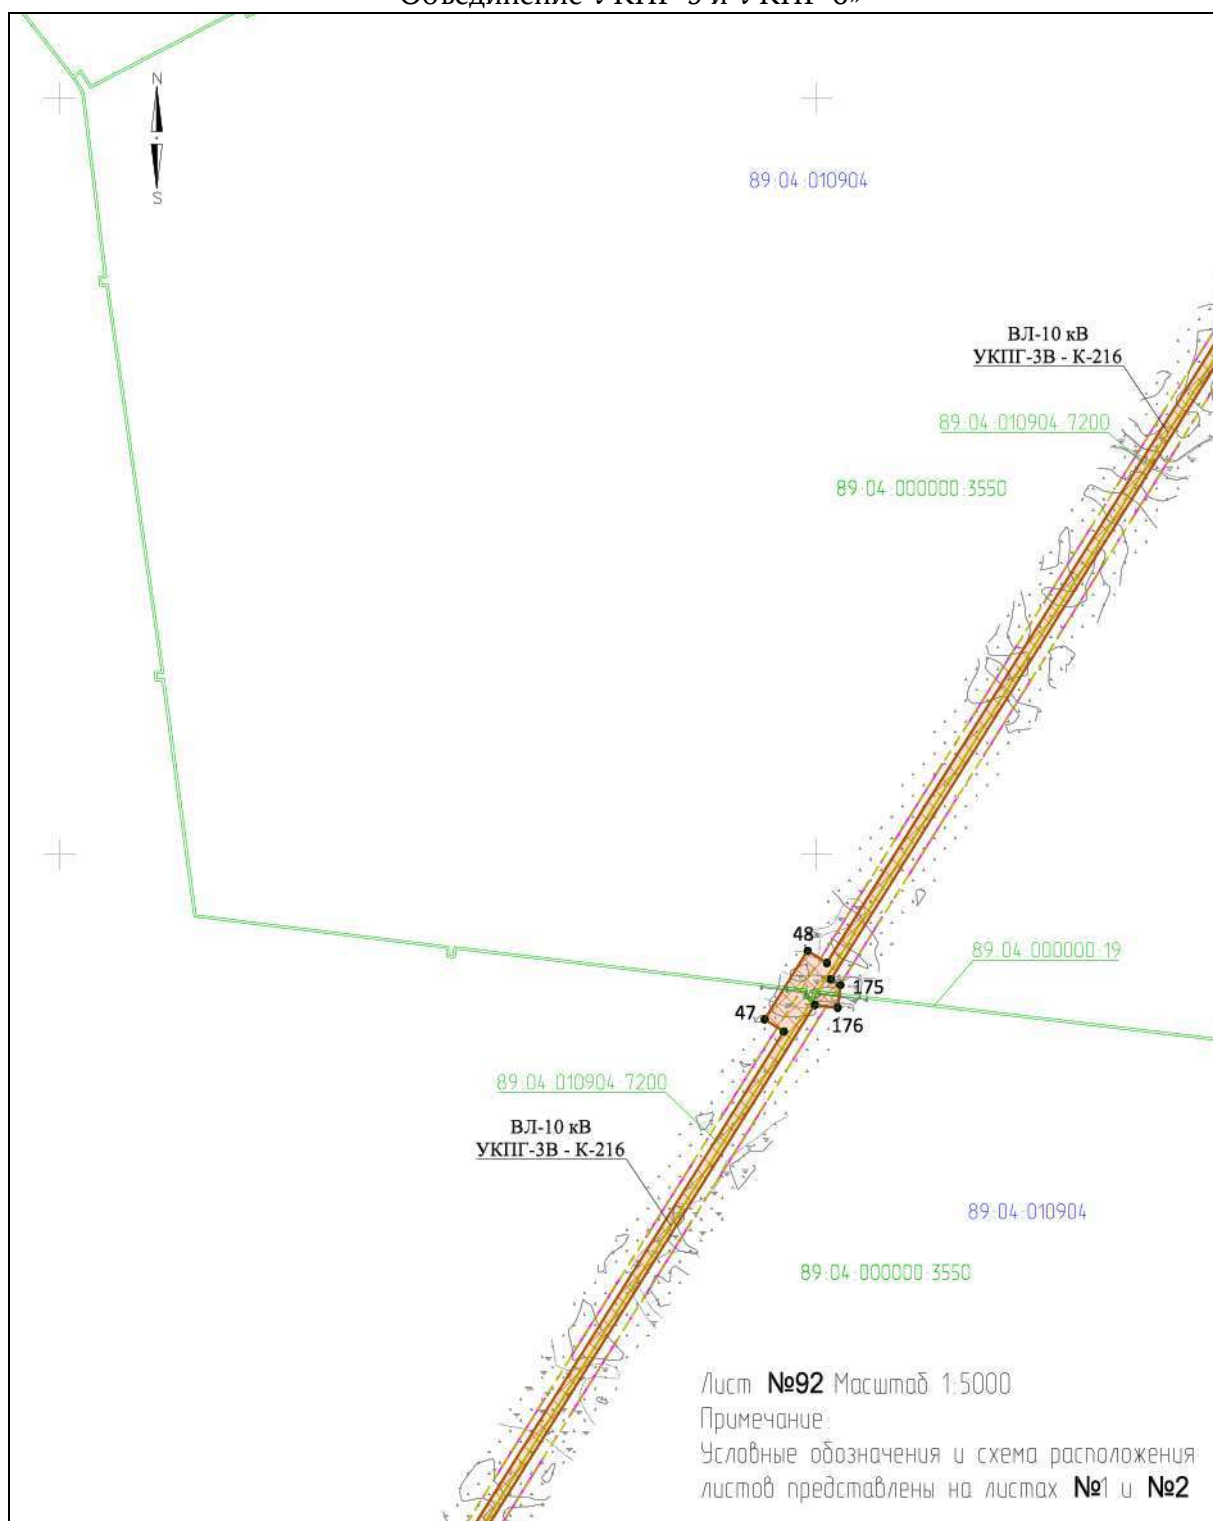 N
S
89:04:010904
ВЛ-10 кВ
УКПГ-3В - К-216
89:04:010904:7200
89:04:000000:3550
48
89:04:000000:19
175
47
176
89:04:010904:7200
ВЛ-10 кВ
УКПГ-3В - К-216
89:04:010904
89:04:000000:3550
Лист №92 Масштаб 1:5000
Примечание:
Условные обозначения и схема расположения
листов представлены на листах №1 и №2